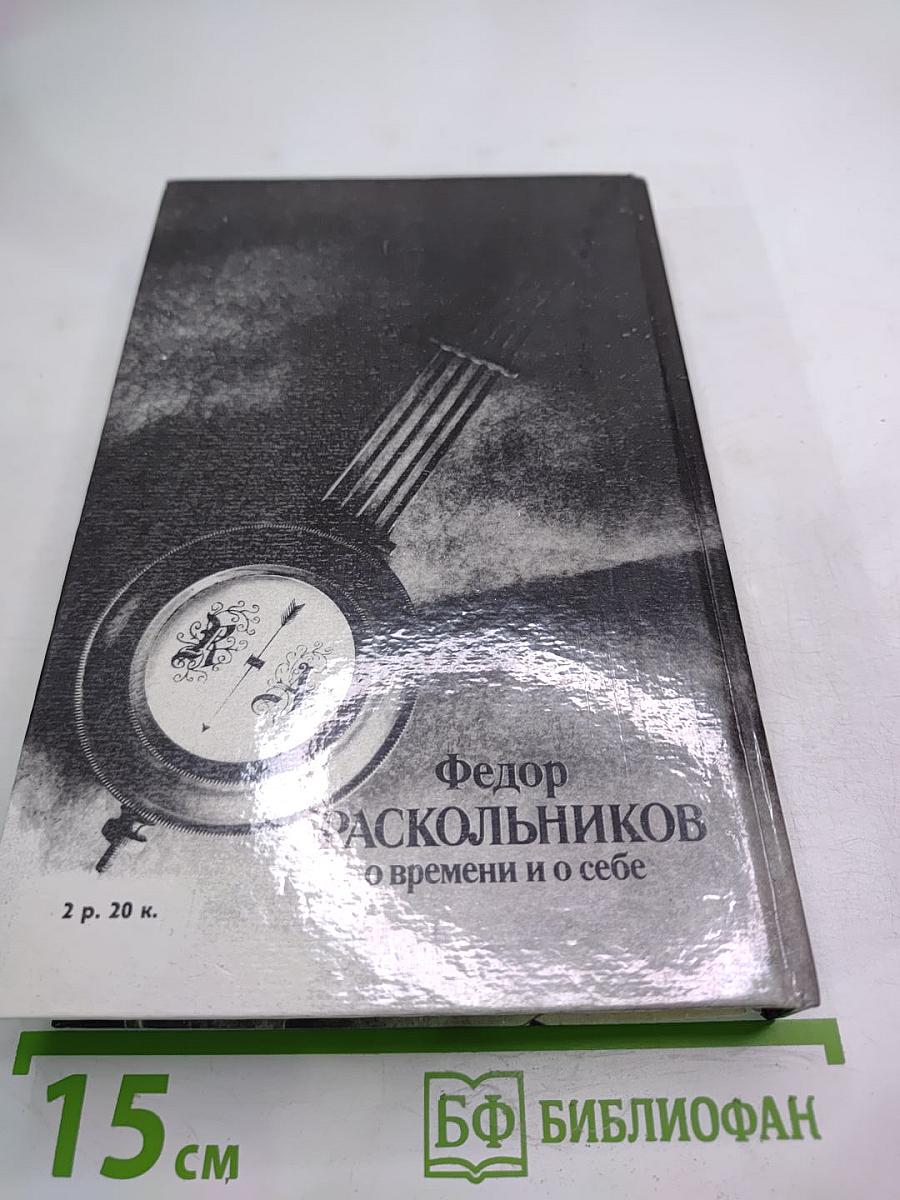 Федор
РАСКОЛЬНИКОВ
о времени и о себе
2 р. 20 к.
15 см
БФ БИБЛИОФАН